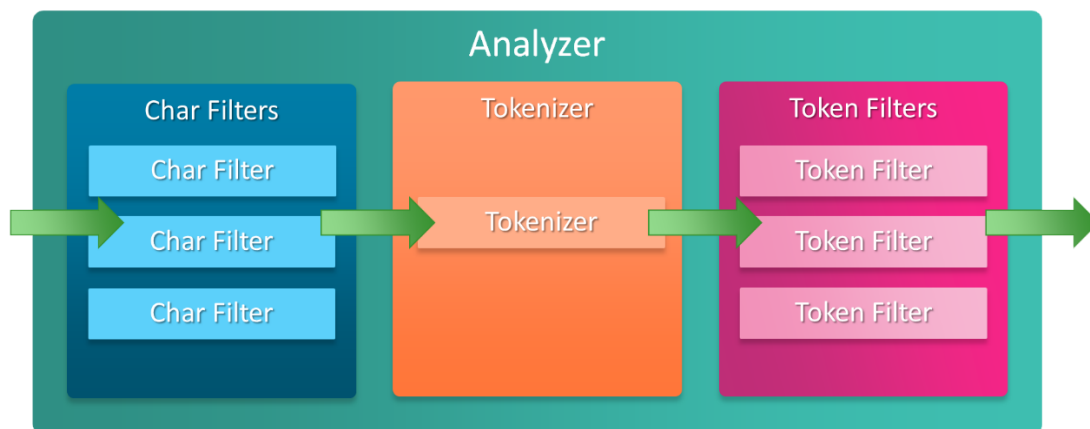 Analyzer
Char Filters
Char Filter
Char Filter
Char Filter
Tokenizer
Tokenizer
Token Filters
Token Filter
Token Filter
Token Filter